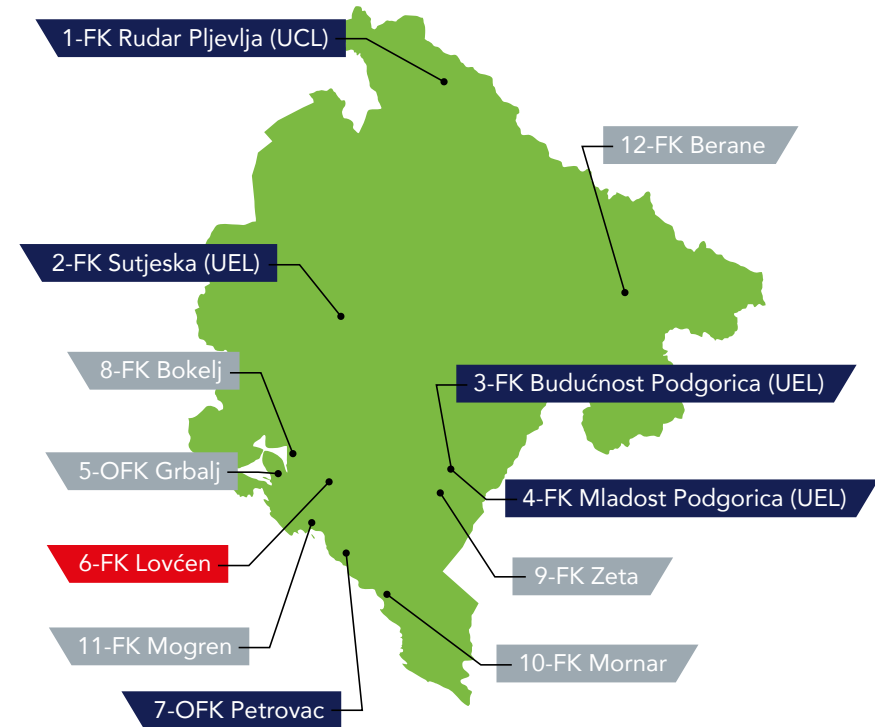 1-FK Rudar Pljevlja (UCL)
12-FK Berane
2-FK Sutjeska (UEL)
8-FK Bokelj
3-FK Budućnost Podgorica (UEL)
5-OFK Grbalj
4-FK Mladost Podgorica (UEL)
6-FK Lovćen
9-FK Zeta
11-FK Mogren
10-FK Mornar
7-OFK Petrovac